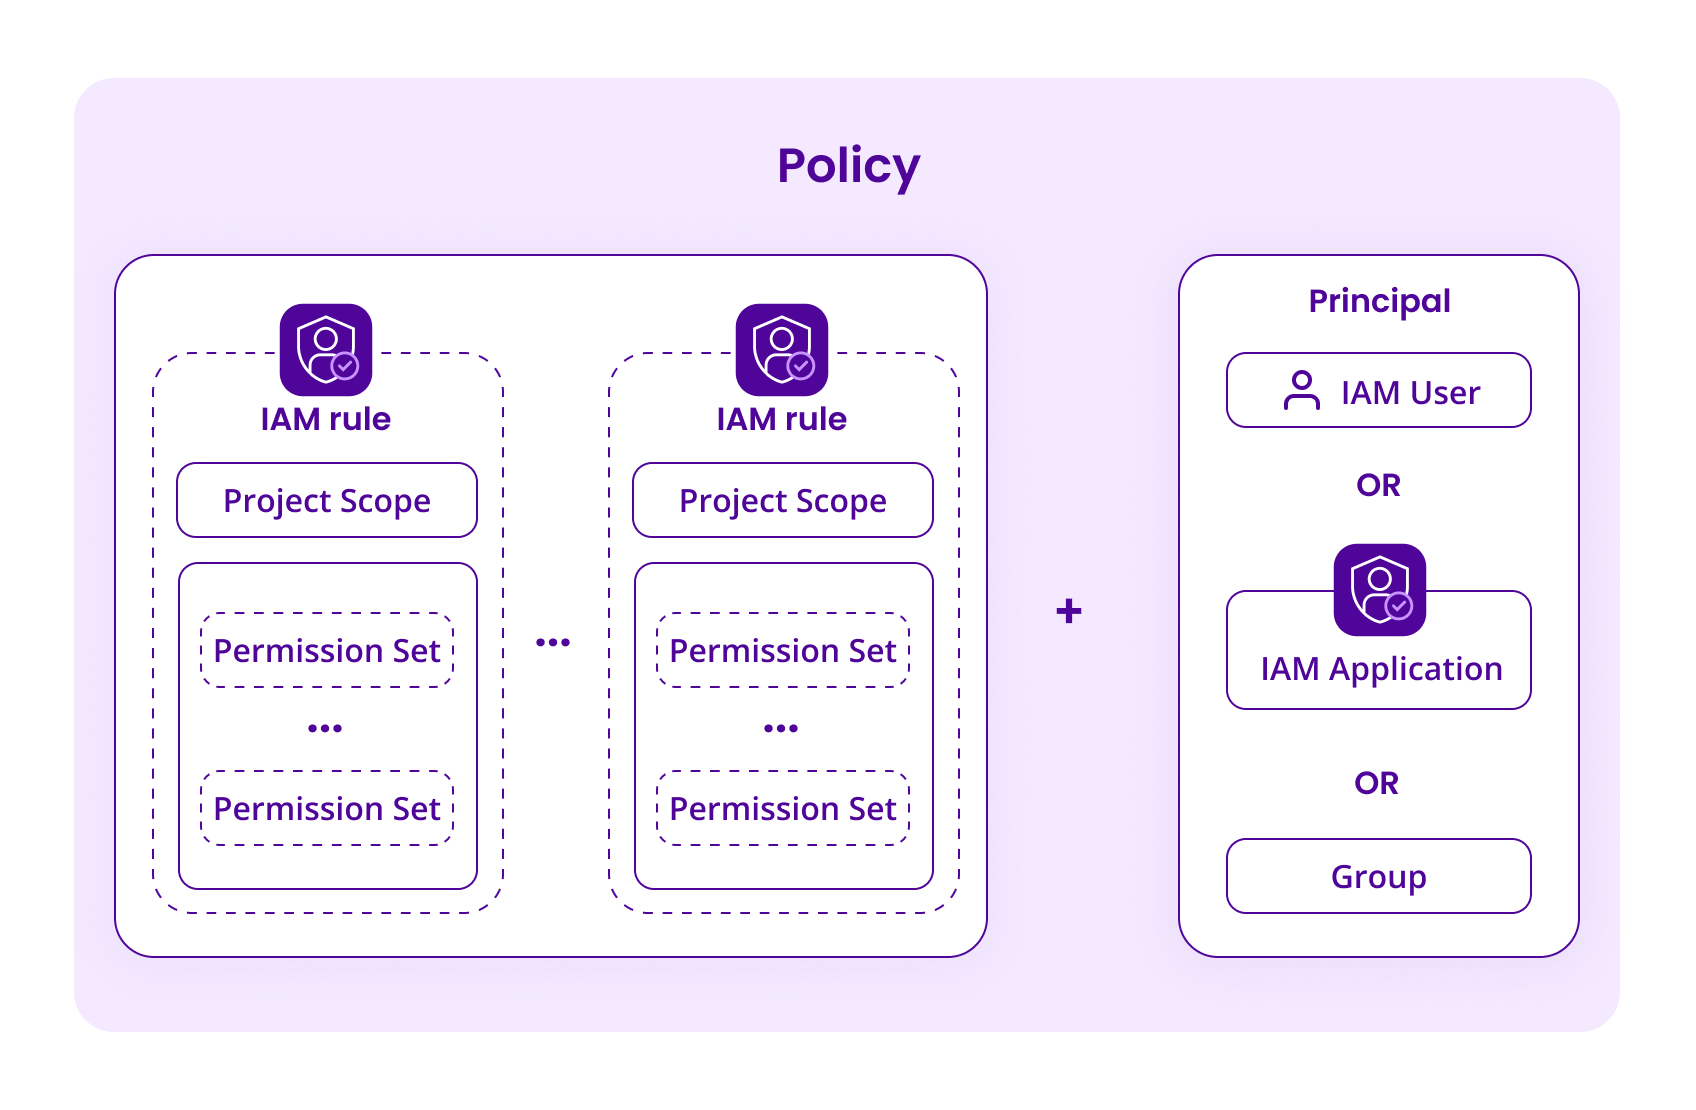 Policy
IAM rule
Project Scope
Permission Set
...
Permission Set
...
IAM rule
Project Scope
Permission Set
...
Permission Set
+
Principal
IAM User
OR
IAM Application
OR
Group